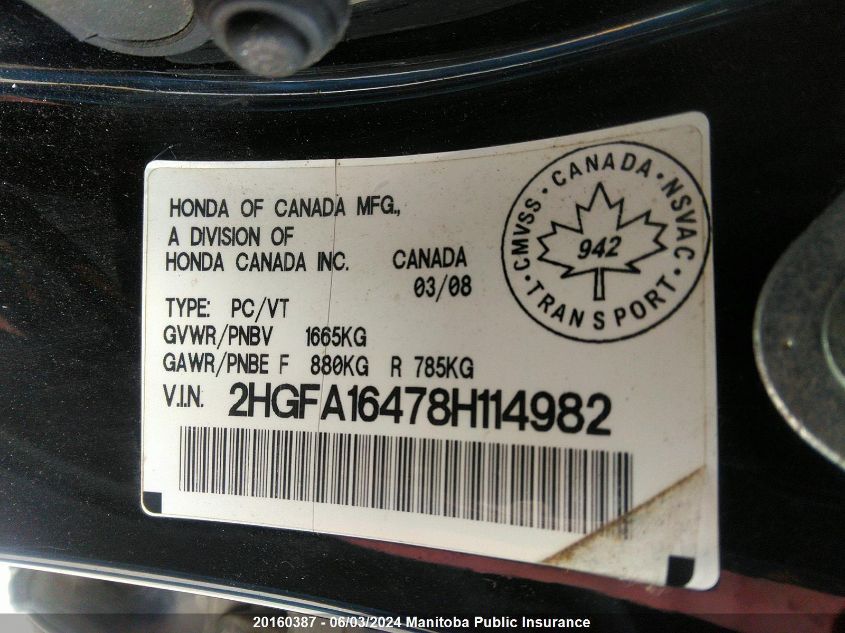 HONDA OF CANADA MFG.,
A DIVISION OF
HONDA CANADA INC. CANADA
03/08
TYPE: PC/VT
GVWR/PNBV 1665KG
GAWR/PNBE F 880KG R 785KG
V.I.N. 2HGFA16478H114982
CMVSS · CANADA · NSVAC
942
· TRANSPORT ·
20160387 - 06/03/2024 Manitoba Public Insurance